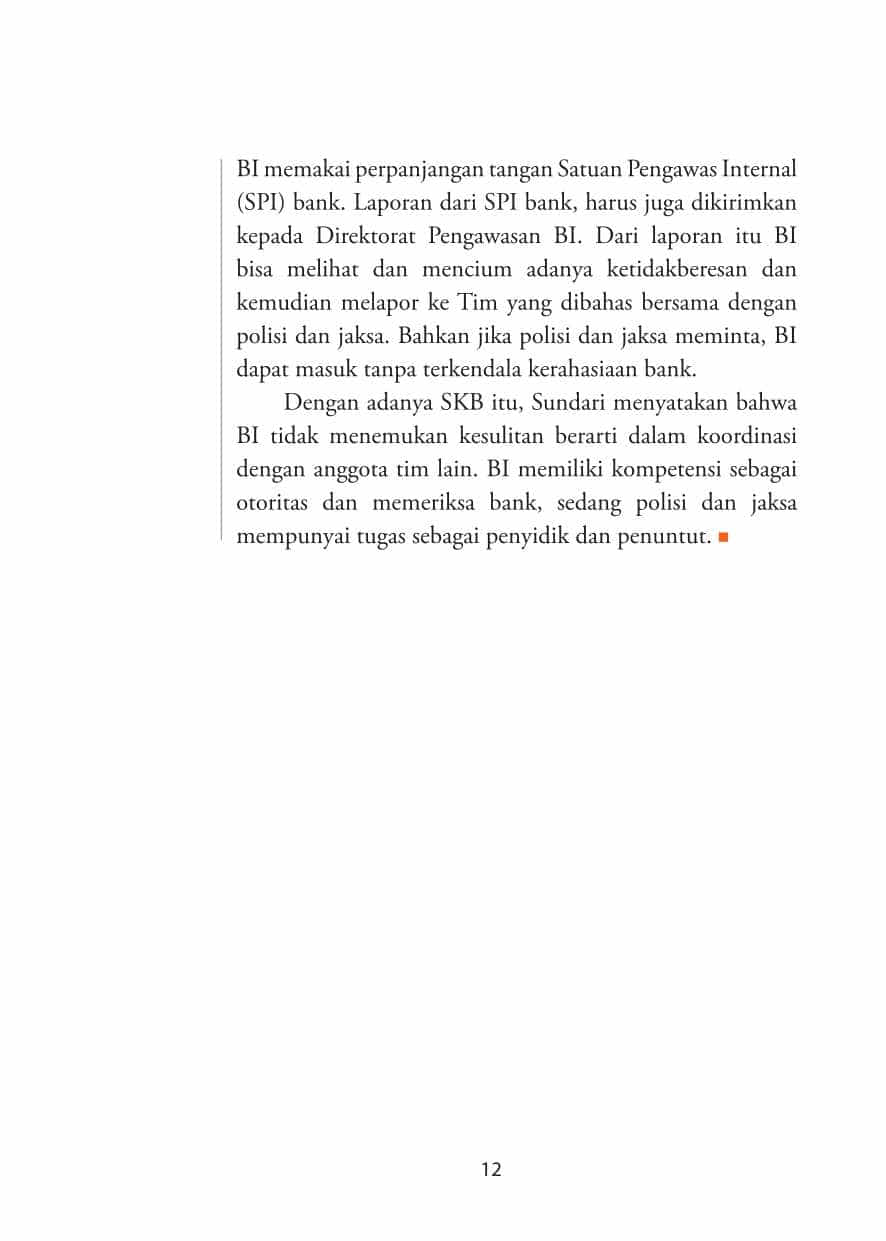 BI memakai perpanjangan tangan Satuan Pengawas Internal
(SPI) bank. Laporan dari SPI bank, harus juga dikirimkan
kepada Direktorat Pengawasan BI. Dari laporan itu BI
bisa melihat dan mencium adanya ketidakberesan dan
kemudian melapor ke Tim yang dibahas bersama dengan
polisi dan jaksa. Bahkan jika polisi dan jaksa meminta, BI
dapat masuk tanpa terkendala kerahasiaan bank.
Dengan adanya SKB itu, Sundari menyatakan bahwa
BI tidak menemukan kesulitan berarti dalam koordinasi
dengan anggota tim lain. BI memiliki kompetensi sebagai
otoritas dan memeriksa bank, sedang polisi dan jaksa
mempunyai tugas sebagai penyidik dan penuntut.
12